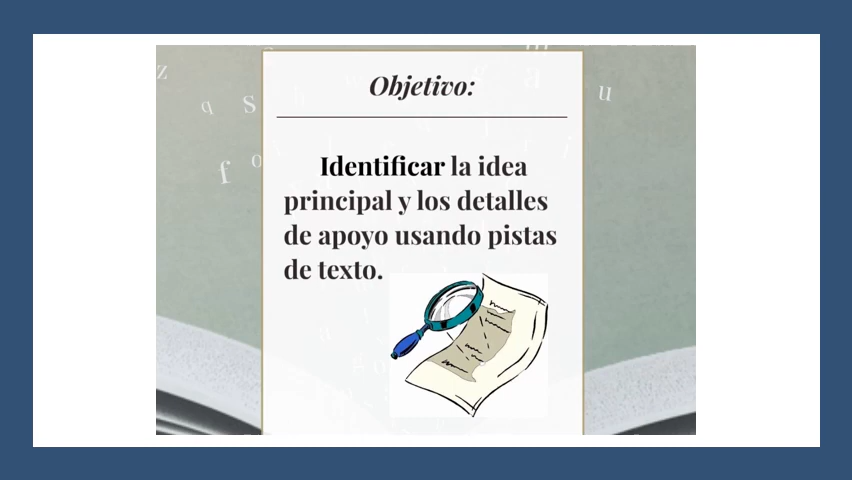 Objetivo:
Identificar la idea
principal y los detalles
de apoyo usando pistas
de texto.